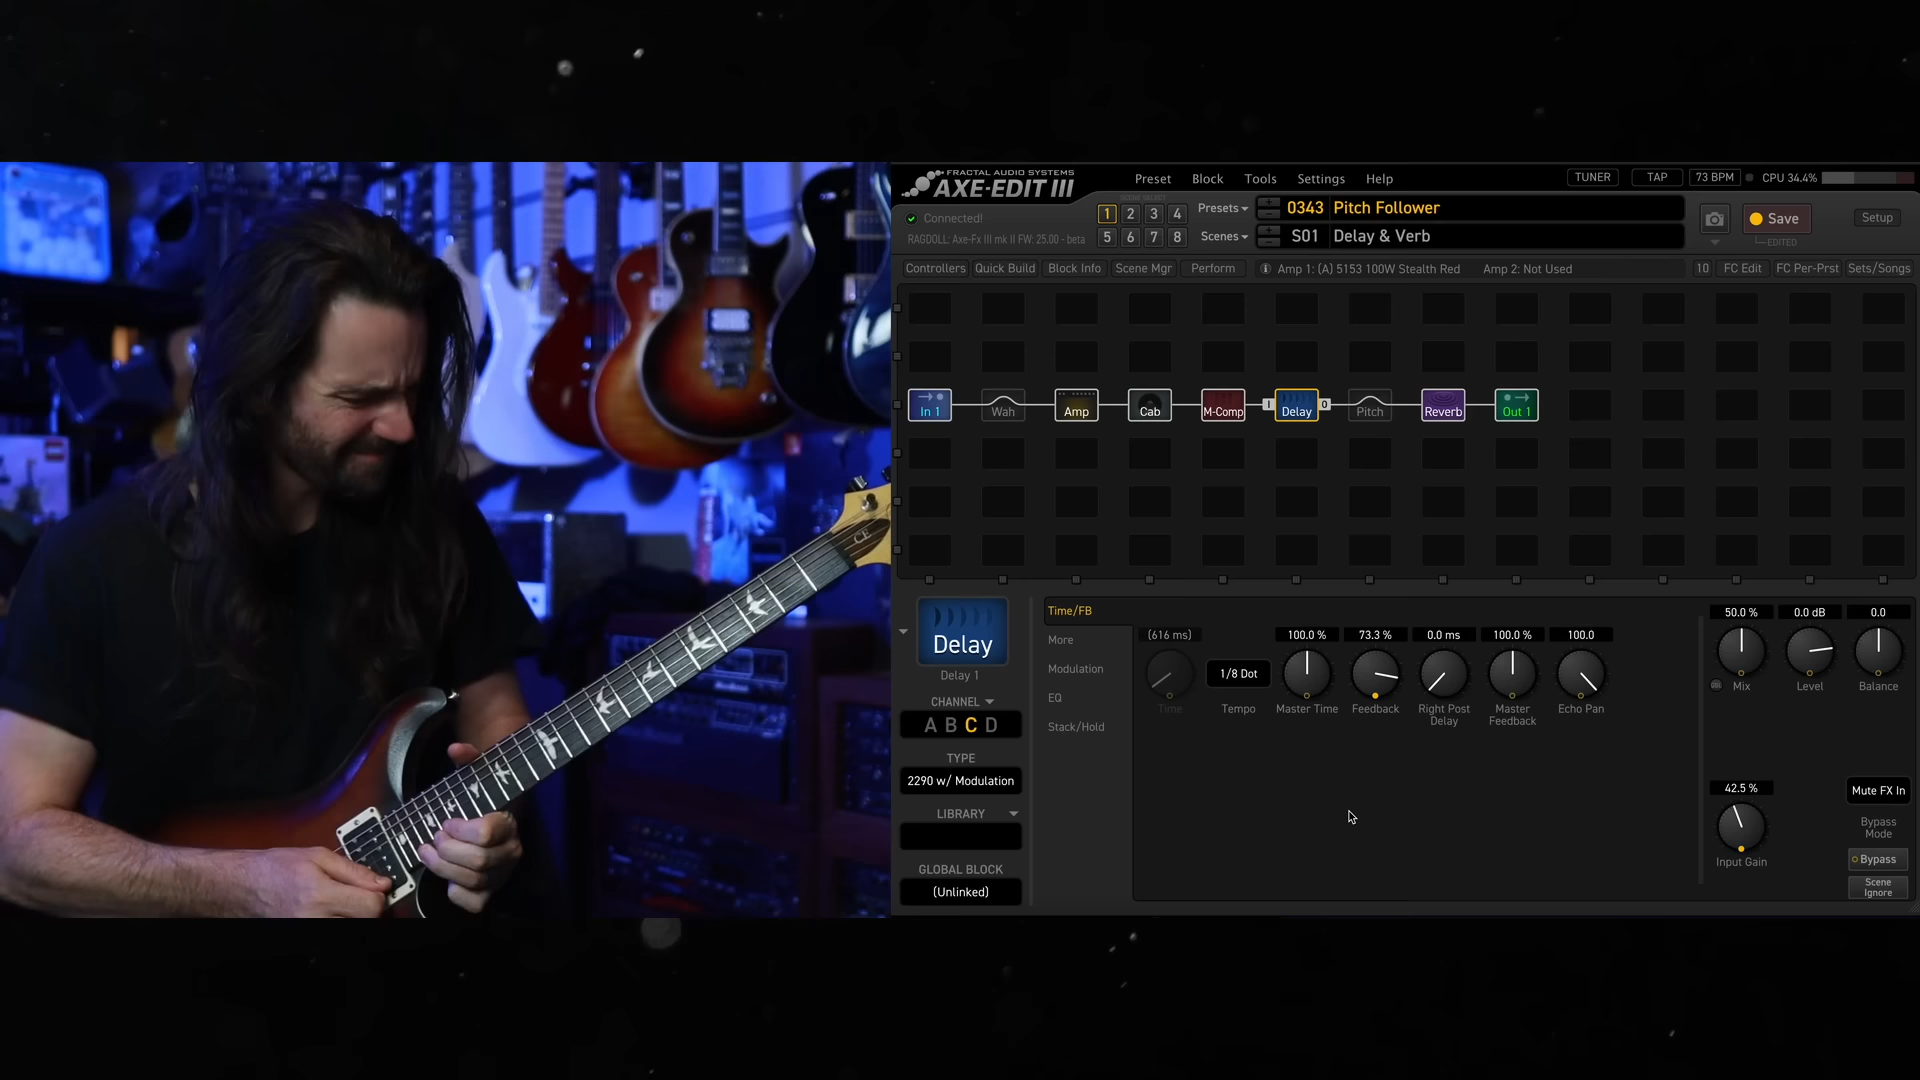 FRACTAL AUDIO SYSTEMS
AXE-EDIT III
Preset Block Tools Settings Help
TUNER TAP 73 BPM CPU 34.4%
Connected!
RAGDOLL: Axe-Fx III mk II FW: 25.00 - beta
1 2 3 4
5 6 7 8
Presets 0343 Pitch Follower
Scenes S01 Delay & Verb
Save
EDITED
Setup
Controllers Quick Build Block Info Scene Mgr Perform Amp 1: (A) 5153 100W Stealth Red Amp 2: Not Used 10 FC Edit FC Per-Prst Sets/Songs
In 1 Wah Amp Cab M-Comp I Delay O Pitch Reverb Out 1
CE
Delay
Delay 1
CHANNEL
A B C D
TYPE
2290 w/ Modulation
LIBRARY
GLOBAL BLOCK
(Unlinked)
Time/FB
More
Modulation
EQ
Stack/Hold
(616 ms) 100.0 % 73.3 % 0.0 ms 100.0 % 100.0
1/8 Dot
Time Tempo Master Time Feedback Right Post Delay Master Feedback Echo Pan
50.0 % 0.0 dB 0.0
Mix Level Balance
42.5 %
Input Gain
Mute FX In
Bypass Mode
Bypass
Scene Ignore